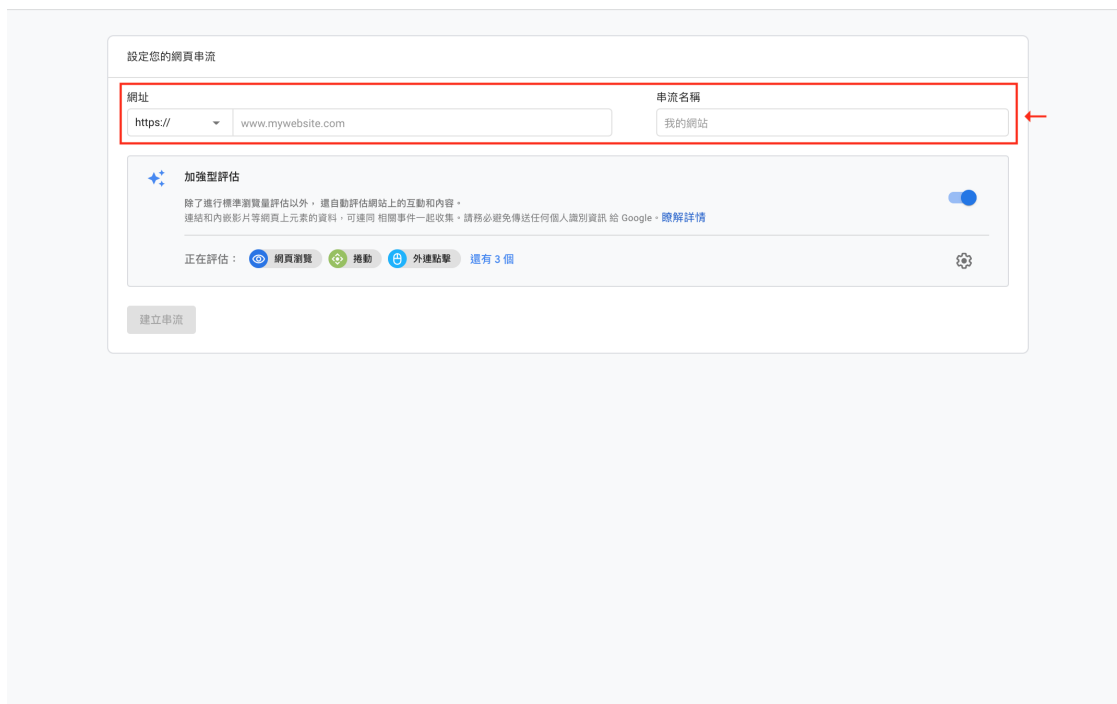 設定您的網頁串流
網址
串流名稱
https://
www.mywebsite.com
我的網站
加強型評估
除了進行標準瀏覽量評估以外， 還自動評估網站上的互動和內容。
連結和內嵌影片等網頁上元素的資料，可連同 相關事件一起收集。請務必避免傳送任何個人識別資訊 給 Google。瞭解詳情
正在評估： 網頁瀏覽 捲動 外連點擊 還有 3 個
建立串流